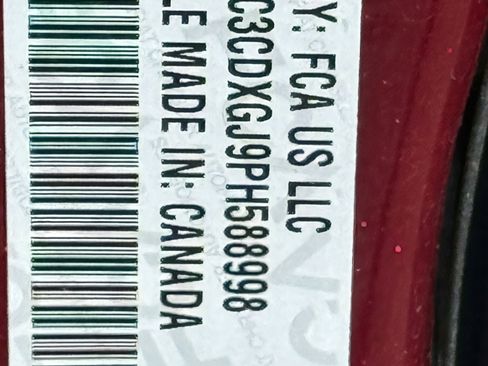 Y: FCA US LLC
C3CDXGJ9PH588998
LE MADE IN: CANADA